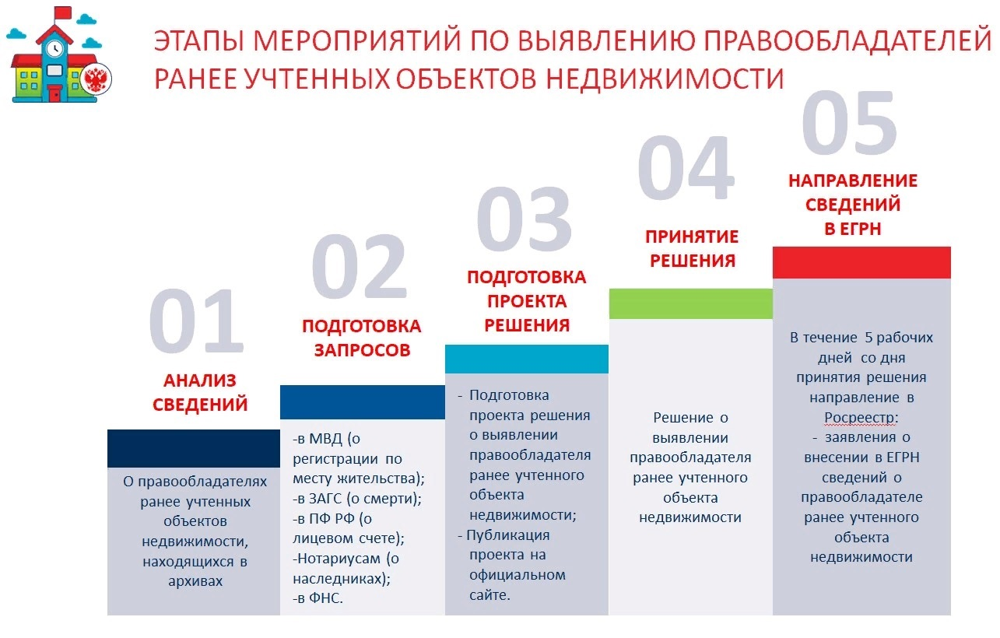 ЭТАПЫ МЕРОПРИЯТИЙ ПО ВЫЯВЛЕНИЮ ПРАВООБЛАДАТЕЛЕЙ
РАНЕЕ УЧТЕННЫХ ОБЪЕКТОВ НЕДВИЖИМОСТИ
01
АНАЛИЗ
СВЕДЕНИЙ
О правообладателях
ранее учтенных
объектов
недвижимости,
находящихся в
архивах
02
ПОДГОТОВКА
ЗАПРОСОВ
-в МВД (о
регистрации по
месту жительства);
-в ЗАГС (о смерти);
-в ПФ РФ (о
лицевом счете);
-Нотариусам (о
наследниках);
-в ФНС.
03
ПОДГОТОВКА
ПРОЕКТА
РЕШЕНИЯ
- Подготовка
проекта решения
о выявлении
правообладателя
ранее учтенного
объекта
недвижимости;
- Публикация
проекта на
официальном
сайте.
04
ПРИНЯТИЕ
РЕШЕНИЯ
Решение о
выявлении
правообладателя
ранее учтенного
объекта
недвижимости
05
НАПРАВЛЕНИЕ
СВЕДЕНИЙ
В ЕГРН
В течение 5 рабочих
дней со дня
принятия решения
направление в
Росреестр:
- заявления о
внесении в ЕГРН
сведений о
правообладателе
ранее учтенного
объекта
недвижимости